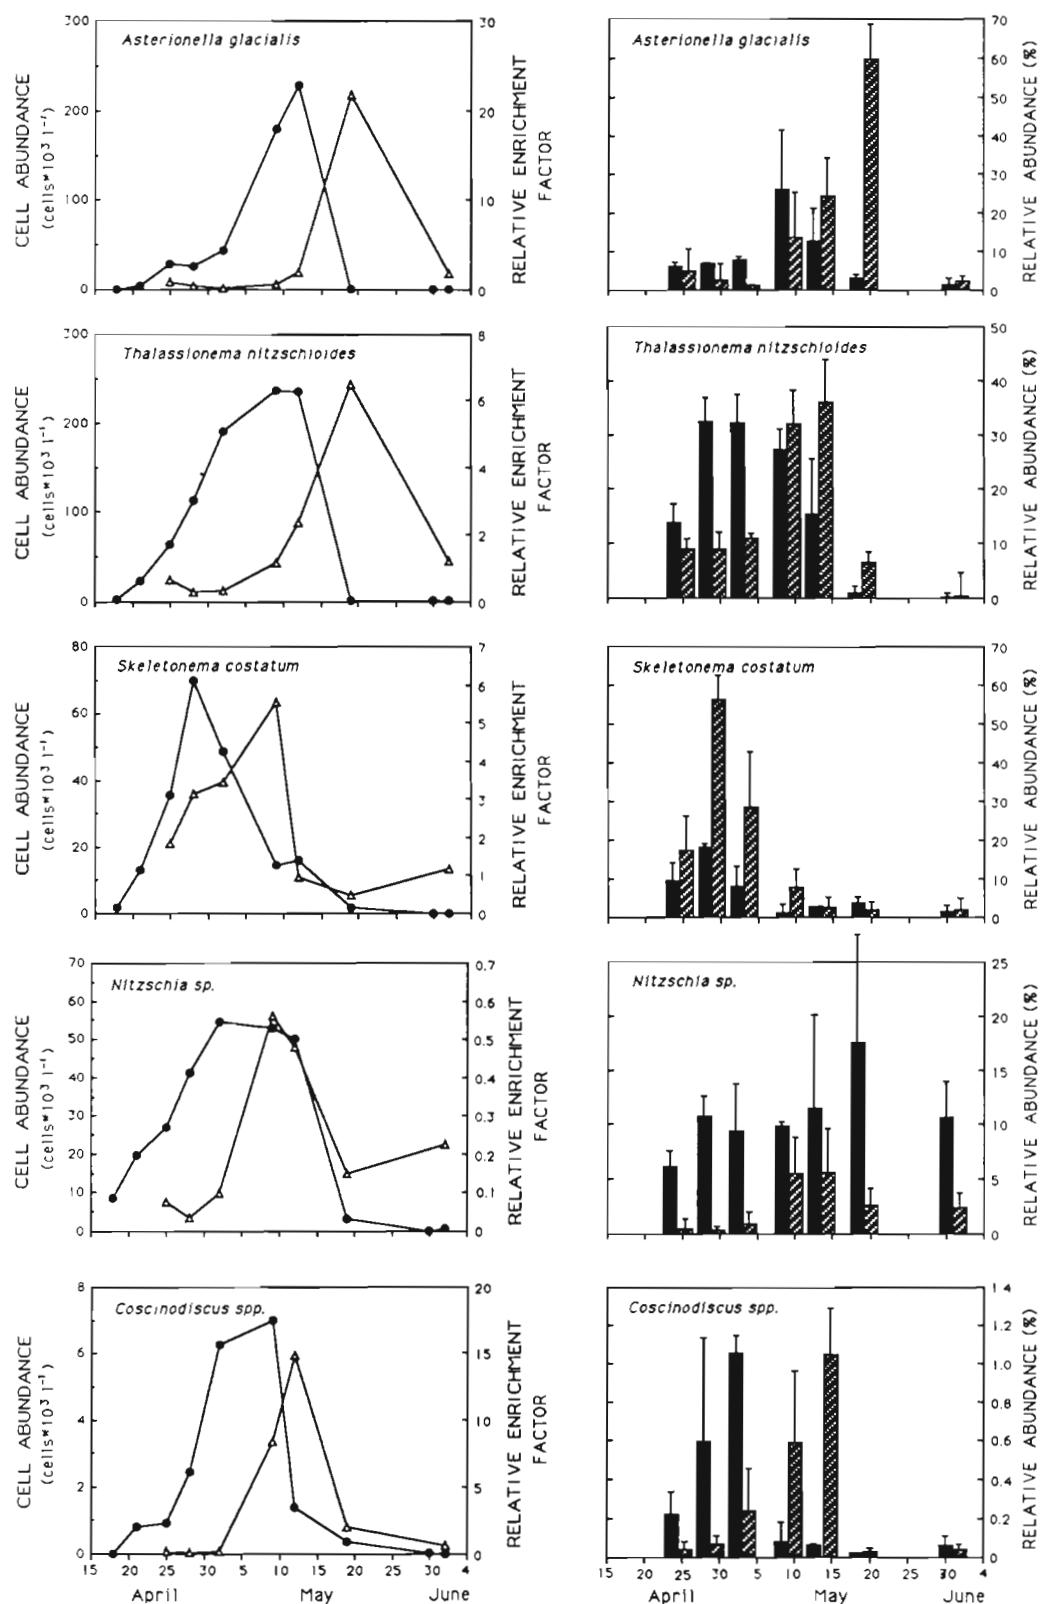 Asterionella glacialis
300
200
100
0
30
20
10
0
CELL ABUNDANCE
(cells*10³ l⁻¹)
RELATIVE ENRICHMENT
FACTOR
Asterionella glacialis
70
60
50
40
30
20
10
0
RELATIVE ABUNDANCE (%)
Thalassionema nitzschioides
300
200
100
0
8
6
4
2
0
CELL ABUNDANCE
(cells*10³ l⁻¹)
RELATIVE ENRICHMENT
FACTOR
Thalassionema nitzschioides
50
40
30
20
10
0
RELATIVE ABUNDANCE (%)
Skeletonema costatum
80
60
40
20
0
7
6
5
4
3
2
1
0
CELL ABUNDANCE
(cells*10³ l⁻¹)
RELATIVE ENRICHMENT
FACTOR
Skeletonema costatum
70
60
50
40
30
20
10
0
RELATIVE ABUNDANCE (%)
Nitzschia sp.
70
60
50
40
30
20
10
0
0.7
0.6
0.5
0.4
0.3
0.2
0.1
0
CELL ABUNDANCE
(cells*10³ l⁻¹)
RELATIVE ENRICHMENT
FACTOR
Nitzschia sp.
25
20
15
10
5
0
RELATIVE ABUNDANCE (%)
Coscinodiscus spp.
8
6
4
2
0
20
15
10
5
0
CELL ABUNDANCE
(cells*10³ l⁻¹)
RELATIVE ENRICHMENT
FACTOR
15 20 25 30 5 10 15 20 25 30 4
April May June
Coscinodiscus spp.
1.4
1.2
1.0
0.8
0.6
0.4
0.2
0
RELATIVE ABUNDANCE (%)
15 20 25 30 5 10 15 20 25 30 4
April May June